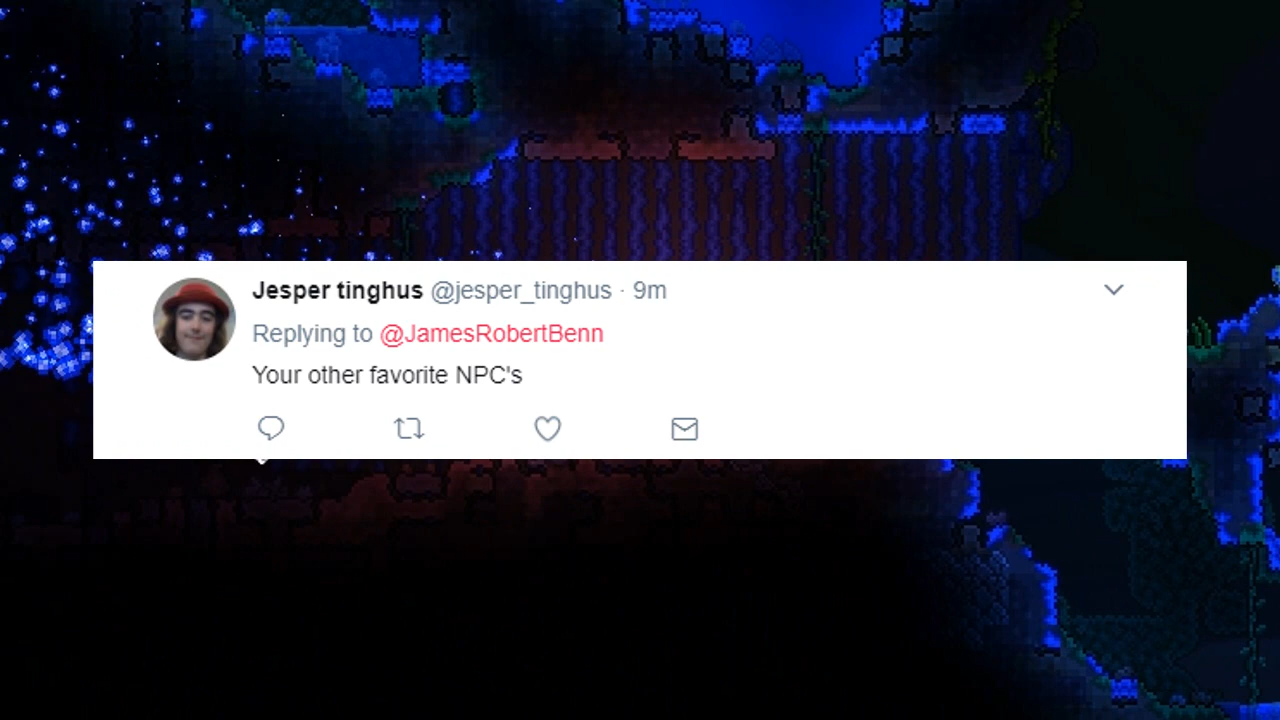 Jesper tinghus @jesper_tinghus · 9m
Replying to @JamesRobertBenn
Your other favorite NPC's